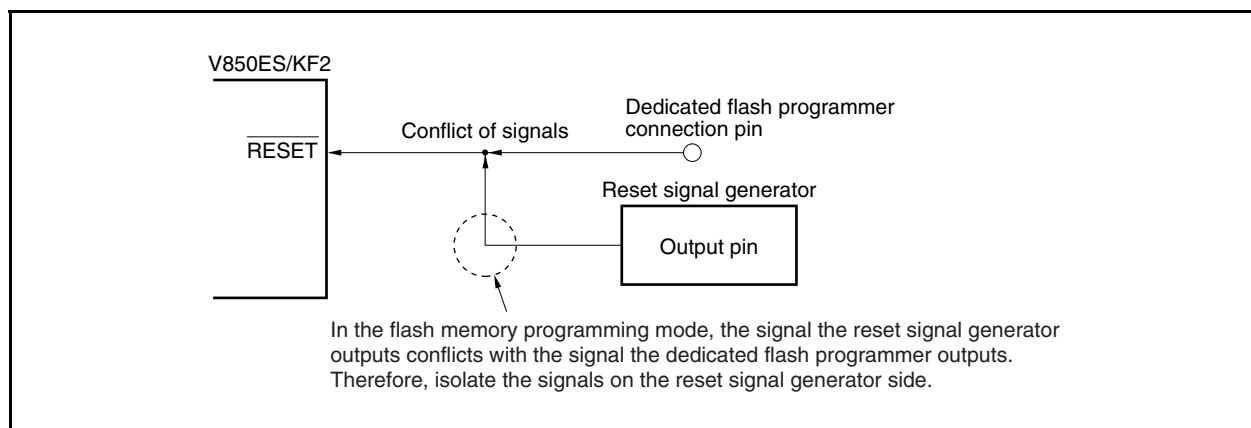 V850ES/KF2
Dedicated flash programmer
connection pin
Conflict of signals
RESET
Reset signal generator
Output pin
In the flash memory programming mode, the signal the reset signal generator
outputs conflicts with the signal the dedicated flash programmer outputs.
Therefore, isolate the signals on the reset signal generator side.